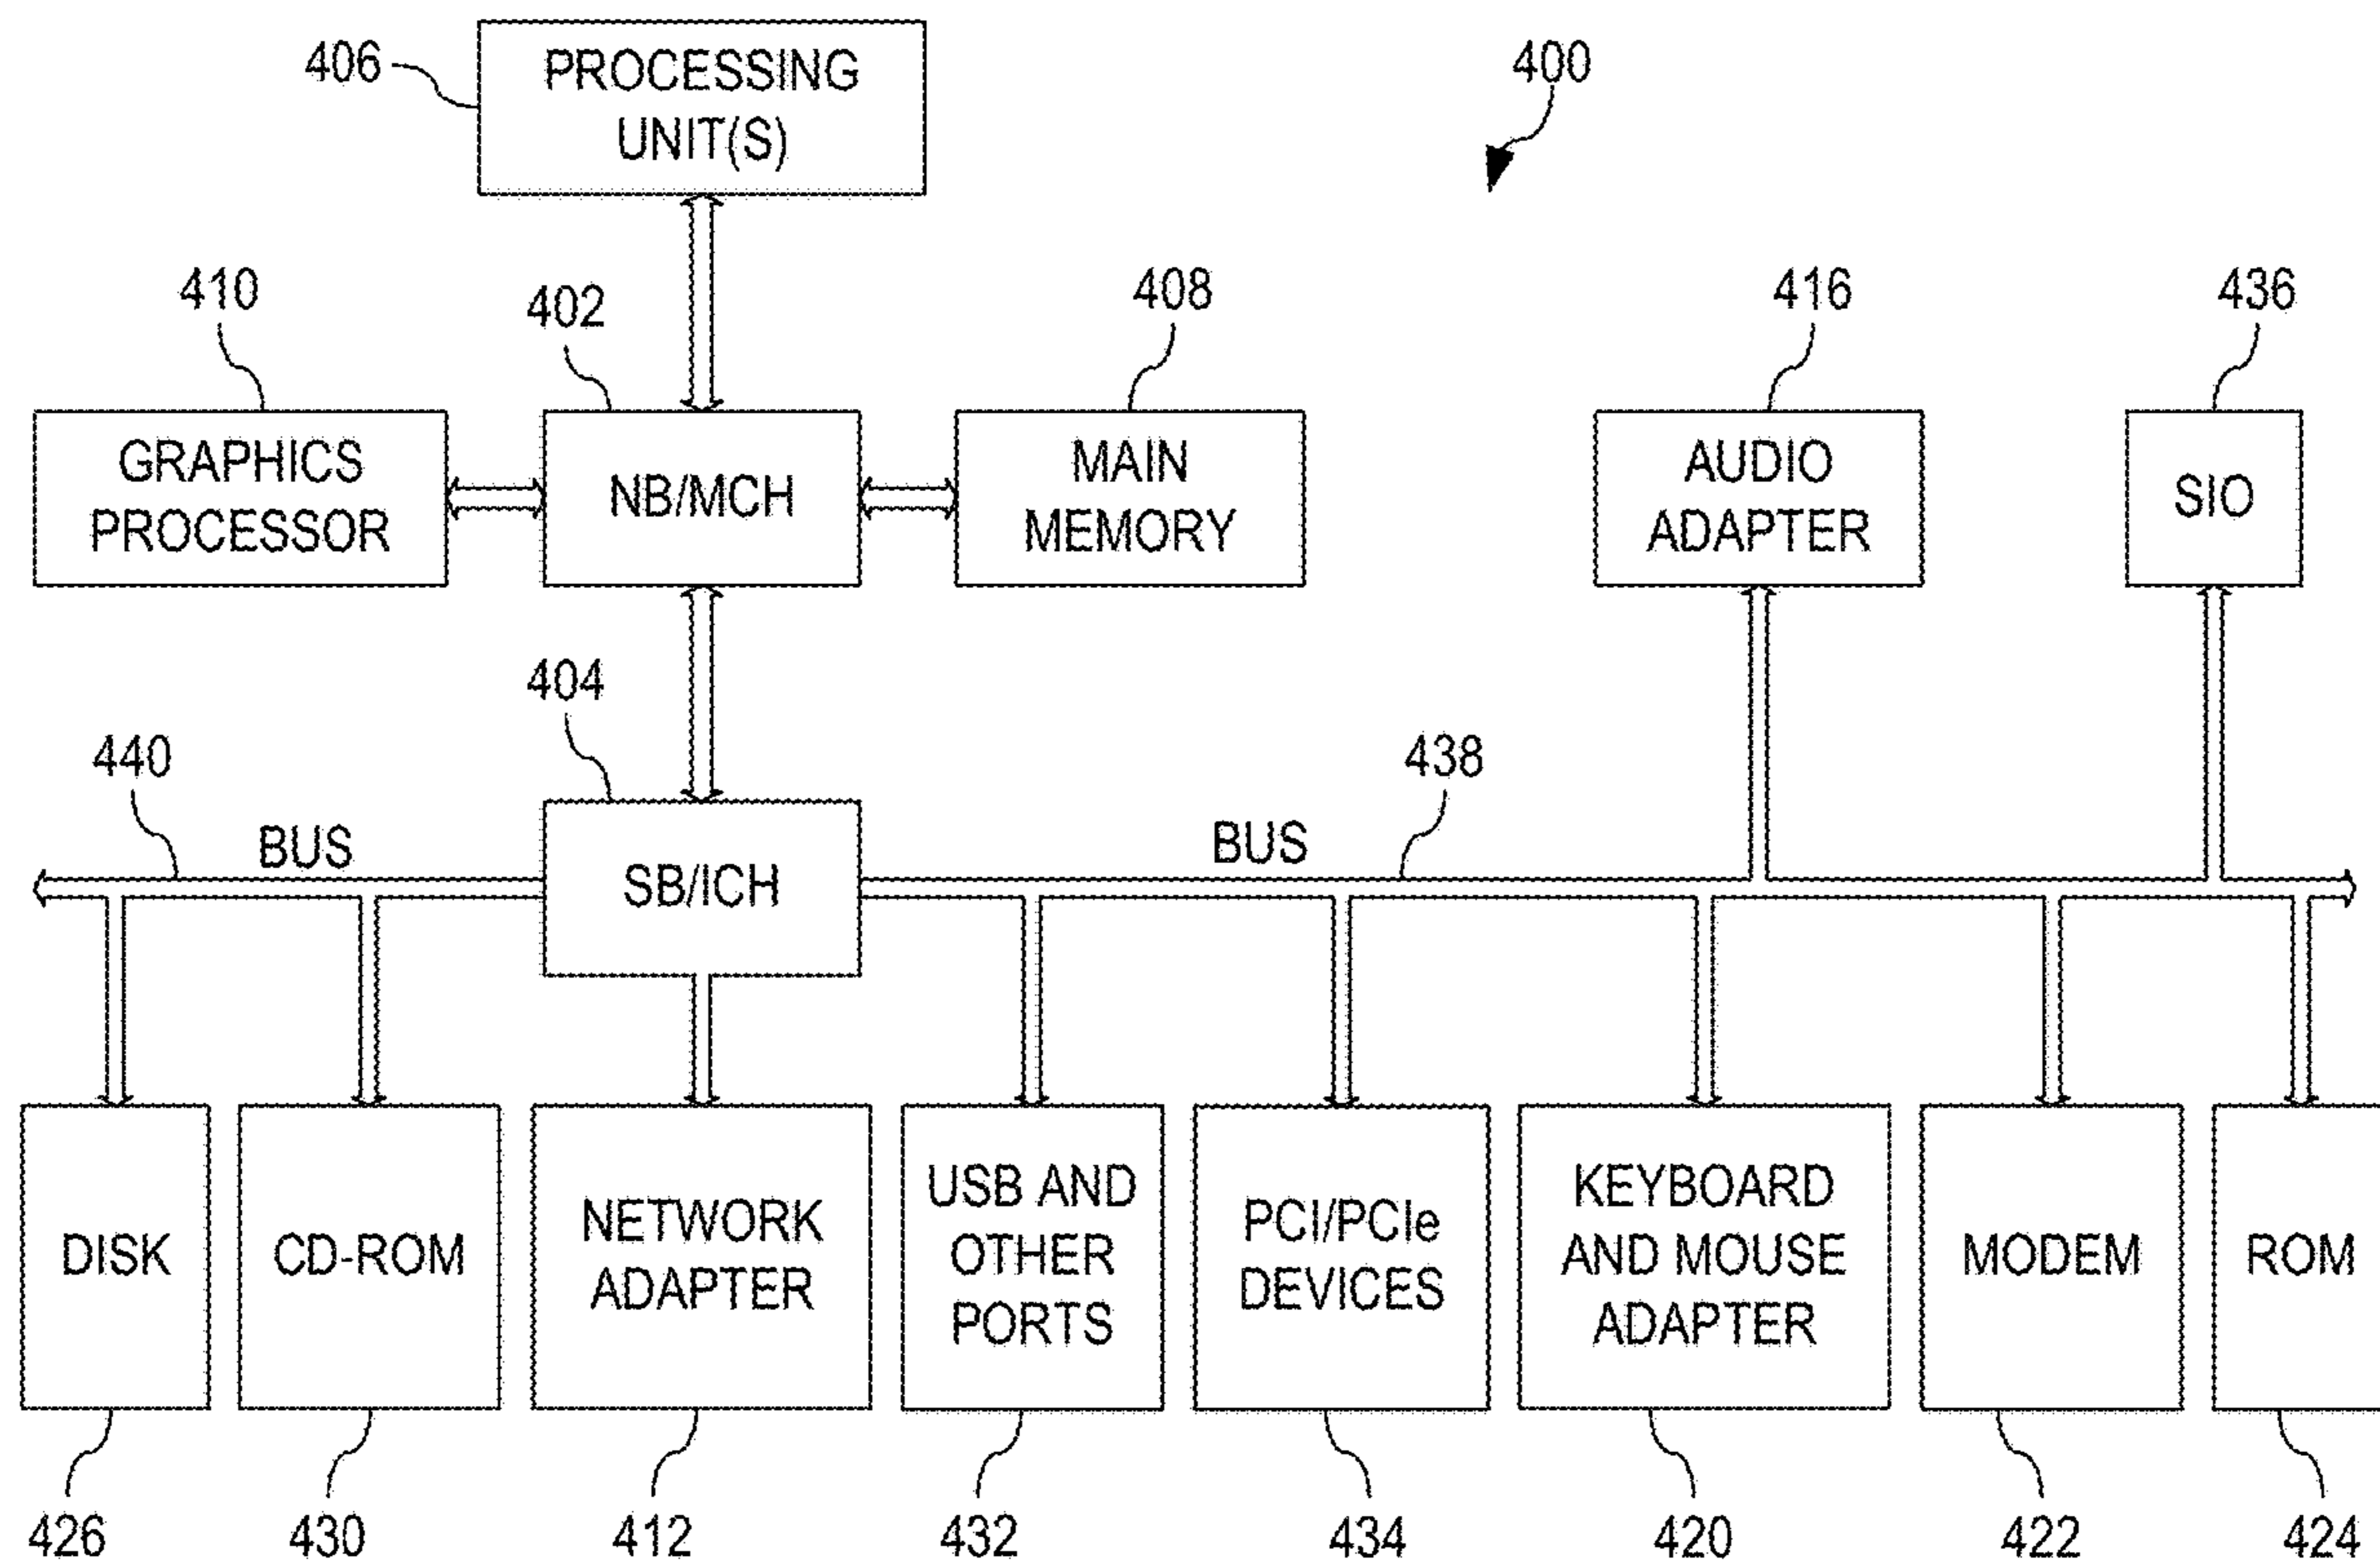 406
PROCESSING
UNIT(S)
400
410
402
408
416
436
GRAPHICS
PROCESSOR
NB/MCH
MAIN
MEMORY
AUDIO
ADAPTER
SIO
404
440
438
BUS
SB/ICH
BUS
DISK
CD-ROM
NETWORK
ADAPTER
USB AND
OTHER
PORTS
PCI/PCIe
DEVICES
KEYBOARD
AND MOUSE
ADAPTER
MODEM
ROM
426
430
412
432
434
420
422
424